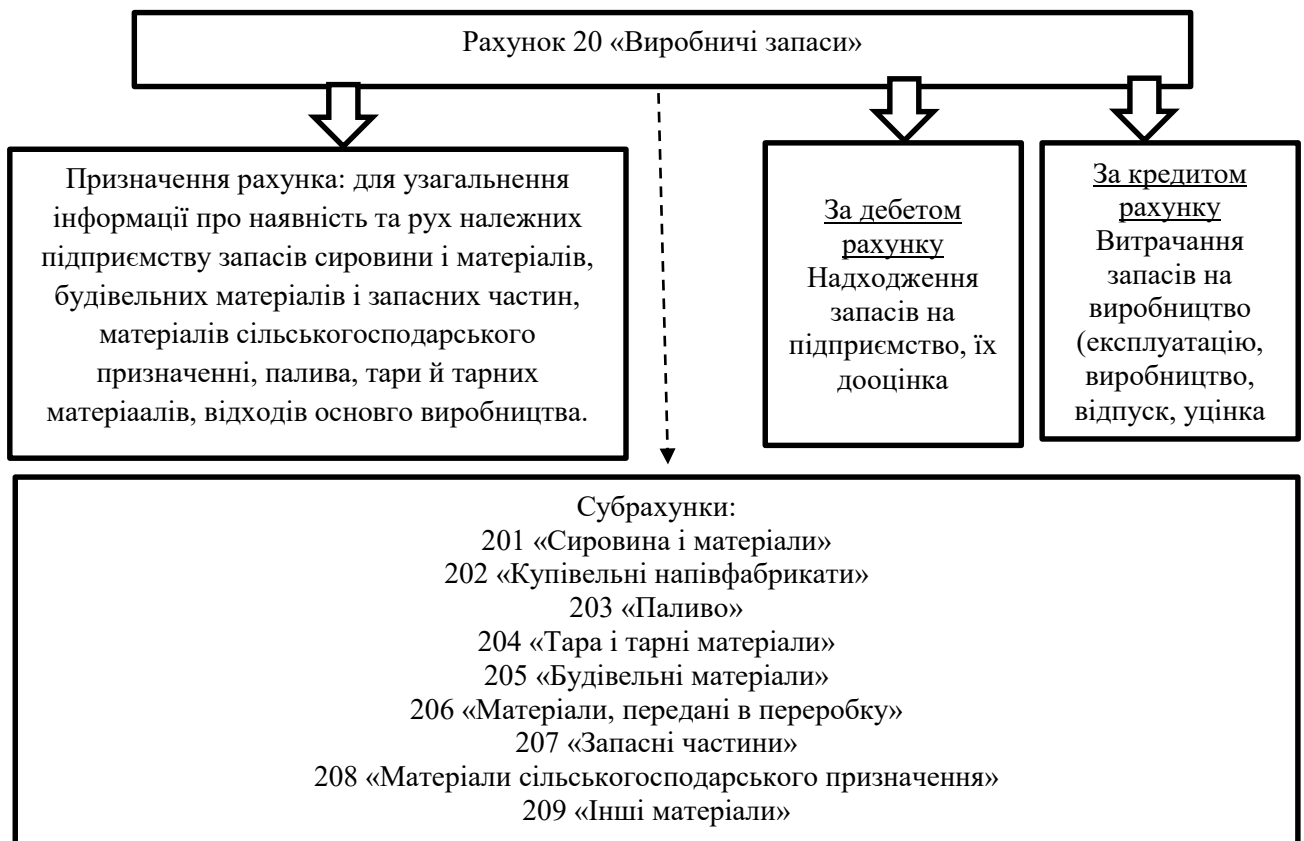 Рахунок 20 «Виробничі запаси»
Призначення рахунка: для узагальнення
інформації про наявність та рух належних
підприємству запасів сировини і матеріалів,
будівельних матеріалів і запасних частин,
матеріалів сільськогосподарського
призначенні, палива, тари й тарних
матеріаалів, відходів основго виробництва.
За дебетом
рахунку
Надходження
запасів на
підприємство, їх
дооцінка
За кредитом
рахунку
Витрачання
запасів на
виробництво
(експлуатацію,
виробництво,
відпуск, уцінка
Субрахунки:
201 «Сировина і матеріали»
202 «Купівельні напівфабрикати»
203 «Паливо»
204 «Тара і тарні матеріали»
205 «Будівельні матеріали»
206 «Матеріали, передані в переробку»
207 «Запасні частини»
208 «Матеріали сільськогосподарського призначення»
209 «Інші матеріали»